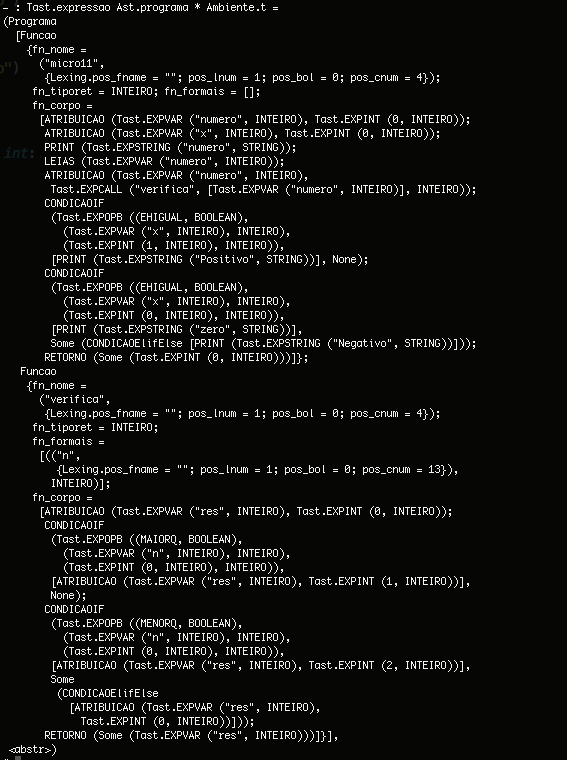 - : Tast.expressao Ast.programa * Ambiente.t =
(Programa
[Funcao
{fn_nome =
("micro11",
{Lexing.pos_fname = ""; pos_lnum = 1; pos_bol = 0; pos_cnum = 4});
fn_tiporet = INTEIRO; fn_formais = [];
fn_corpo =
[ATRIBUICAO (Tast.EXPVAR ("numero", INTEIRO), Tast.EXPINT (0, INTEIRO));
ATRIBUICAO (Tast.EXPVAR ("x", INTEIRO), Tast.EXPINT (0, INTEIRO));
PRINT (Tast.EXPSTRING ("numero", STRING));
LEIAS (Tast.EXPVAR ("numero", INTEIRO));
ATRIBUICAO (Tast.EXPVAR ("numero", INTEIRO),
Tast.EXPCALL ("verifica", [Tast.EXPVAR ("numero", INTEIRO)], INTEIRO));
CONDICAOIF
(Tast.EXPOPB ((EHIGUAL, BOOLEAN),
(Tast.EXPVAR ("x", INTEIRO), INTEIRO),
(Tast.EXPINT (1, INTEIRO), INTEIRO)),
[PRINT (Tast.EXPSTRING ("Positivo", STRING))], None);
CONDICAOIF
(Tast.EXPOPB ((EHIGUAL, BOOLEAN),
(Tast.EXPVAR ("x", INTEIRO), INTEIRO),
(Tast.EXPINT (0, INTEIRO), INTEIRO)),
[PRINT (Tast.EXPSTRING ("zero", STRING))],
Some (CONDICAOElifElse [PRINT (Tast.EXPSTRING ("Negativo", STRING))]));
RETORNO (Some (Tast.EXPINT (0, INTEIRO)))]};
Funcao
{fn_nome =
("verifica",
{Lexing.pos_fname = ""; pos_lnum = 1; pos_bol = 0; pos_cnum = 4});
fn_tiporet = INTEIRO;
fn_formais =
[(("n",
{Lexing.pos_fname = ""; pos_lnum = 1; pos_bol = 0; pos_cnum = 13}),
INTEIRO)];
fn_corpo =
[ATRIBUICAO (Tast.EXPVAR ("res", INTEIRO), Tast.EXPINT (0, INTEIRO));
CONDICAOIF
(Tast.EXPOPB ((MAIORQ, BOOLEAN),
(Tast.EXPVAR ("n", INTEIRO), INTEIRO),
(Tast.EXPINT (0, INTEIRO), INTEIRO)),
[ATRIBUICAO (Tast.EXPVAR ("res", INTEIRO), Tast.EXPINT (1, INTEIRO))],
None);
CONDICAOIF
(Tast.EXPOPB ((MENORQ, BOOLEAN),
(Tast.EXPVAR ("n", INTEIRO), INTEIRO),
(Tast.EXPINT (0, INTEIRO), INTEIRO)),
[ATRIBUICAO (Tast.EXPVAR ("res", INTEIRO), Tast.EXPINT (2, INTEIRO))],
Some
(CONDICAOElifElse
[ATRIBUICAO (Tast.EXPVAR ("res", INTEIRO),
Tast.EXPINT (0, INTEIRO))]));
RETORNO (Some (Tast.EXPVAR ("res", INTEIRO)))]}],
<abstr>)
int: